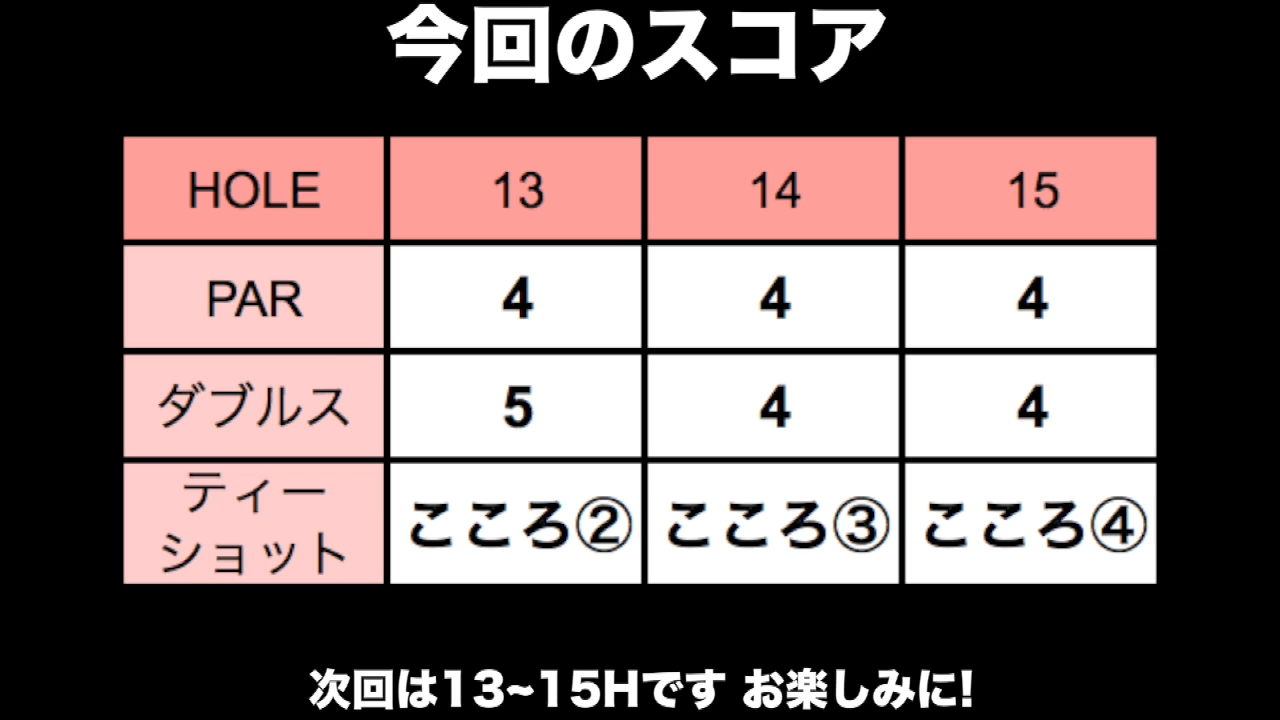 今回のスコア
HOLE 13 14 15
PAR 4 4 4
ダブルス 5 4 4
ティー
ショット こころ② こころ③ こころ④
次回は13~15Hです お楽しみに!